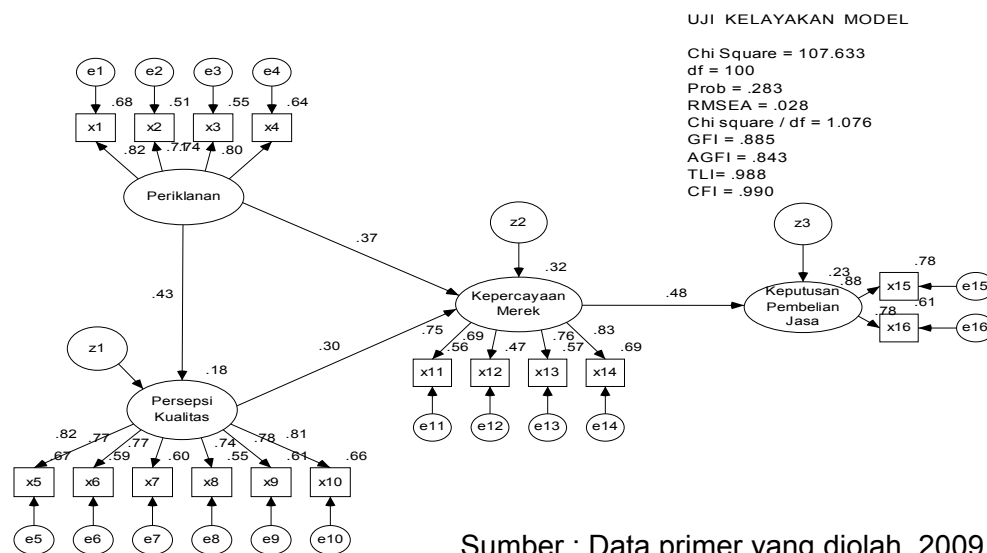 UJI KELAYAKAN MODEL
Chi Square = 107.633
df = 100
Prob = .283
RMSEA = .028
Chi square / df = 1.076
GFI = .885
AGFI = .843
TLI= .988
CFI = .990
e1 e2 e3 e4
.68 .51 .55 .64
x1 x2 x3 x4
.82 .74 .80
Periklanan
z2 z3
.37
.32
.43
Kepercayaan
Merek
.48
.23
.88
.78
Keputusan
Pembelian
Jasa
x15 e15
.61
.78
x16 e16
z1
.30
.18
.75 .69 .76 .83
.56 .47 .57 .69
x11 x12 x13 x14
e11 e12 e13 e14
Persepsi
Kualitas
.82 .77 .77 .74 .78 .81
.67 .59 .60 .55 .61 .66
x5 x6 x7 x8 x9 x10
e5 e6 e7 e8 e9 e10
Sumber : Data primer yang diolah, 2009